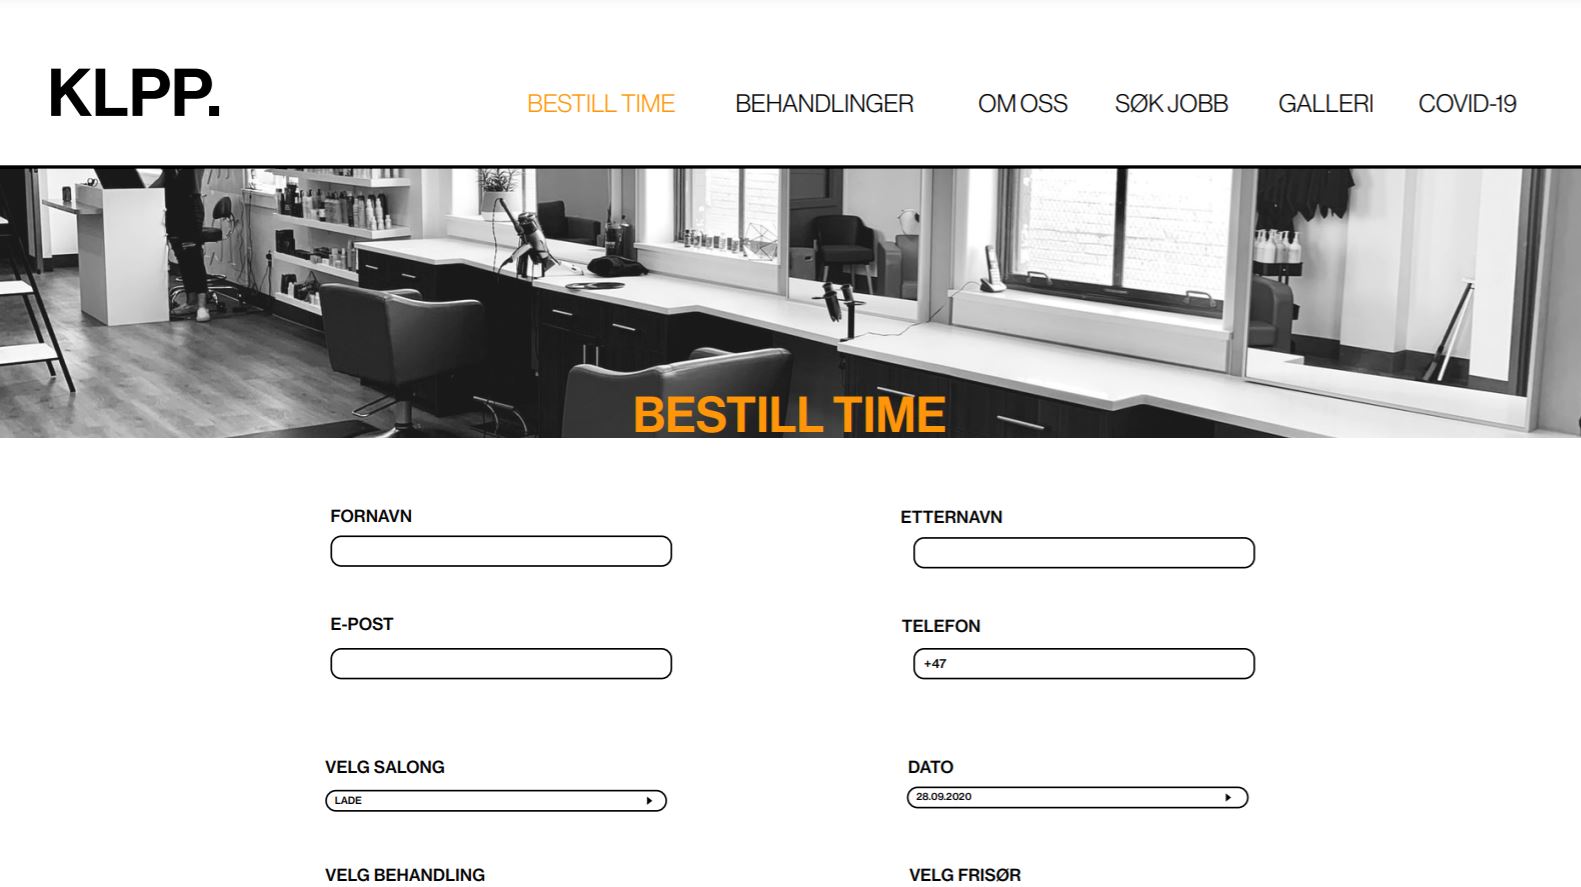 KLPP.
BESTILL TIME BEHANDLINGER OM OSS SØK JOBB GALLERI COVID-19
BESTILL TIME
FORNAVN ETTERNAVN
E-POST TELEFON
+47
VELG SALONG DATO
LADE 28.09.2020
VELG BEHANDLING VELG FRISØR